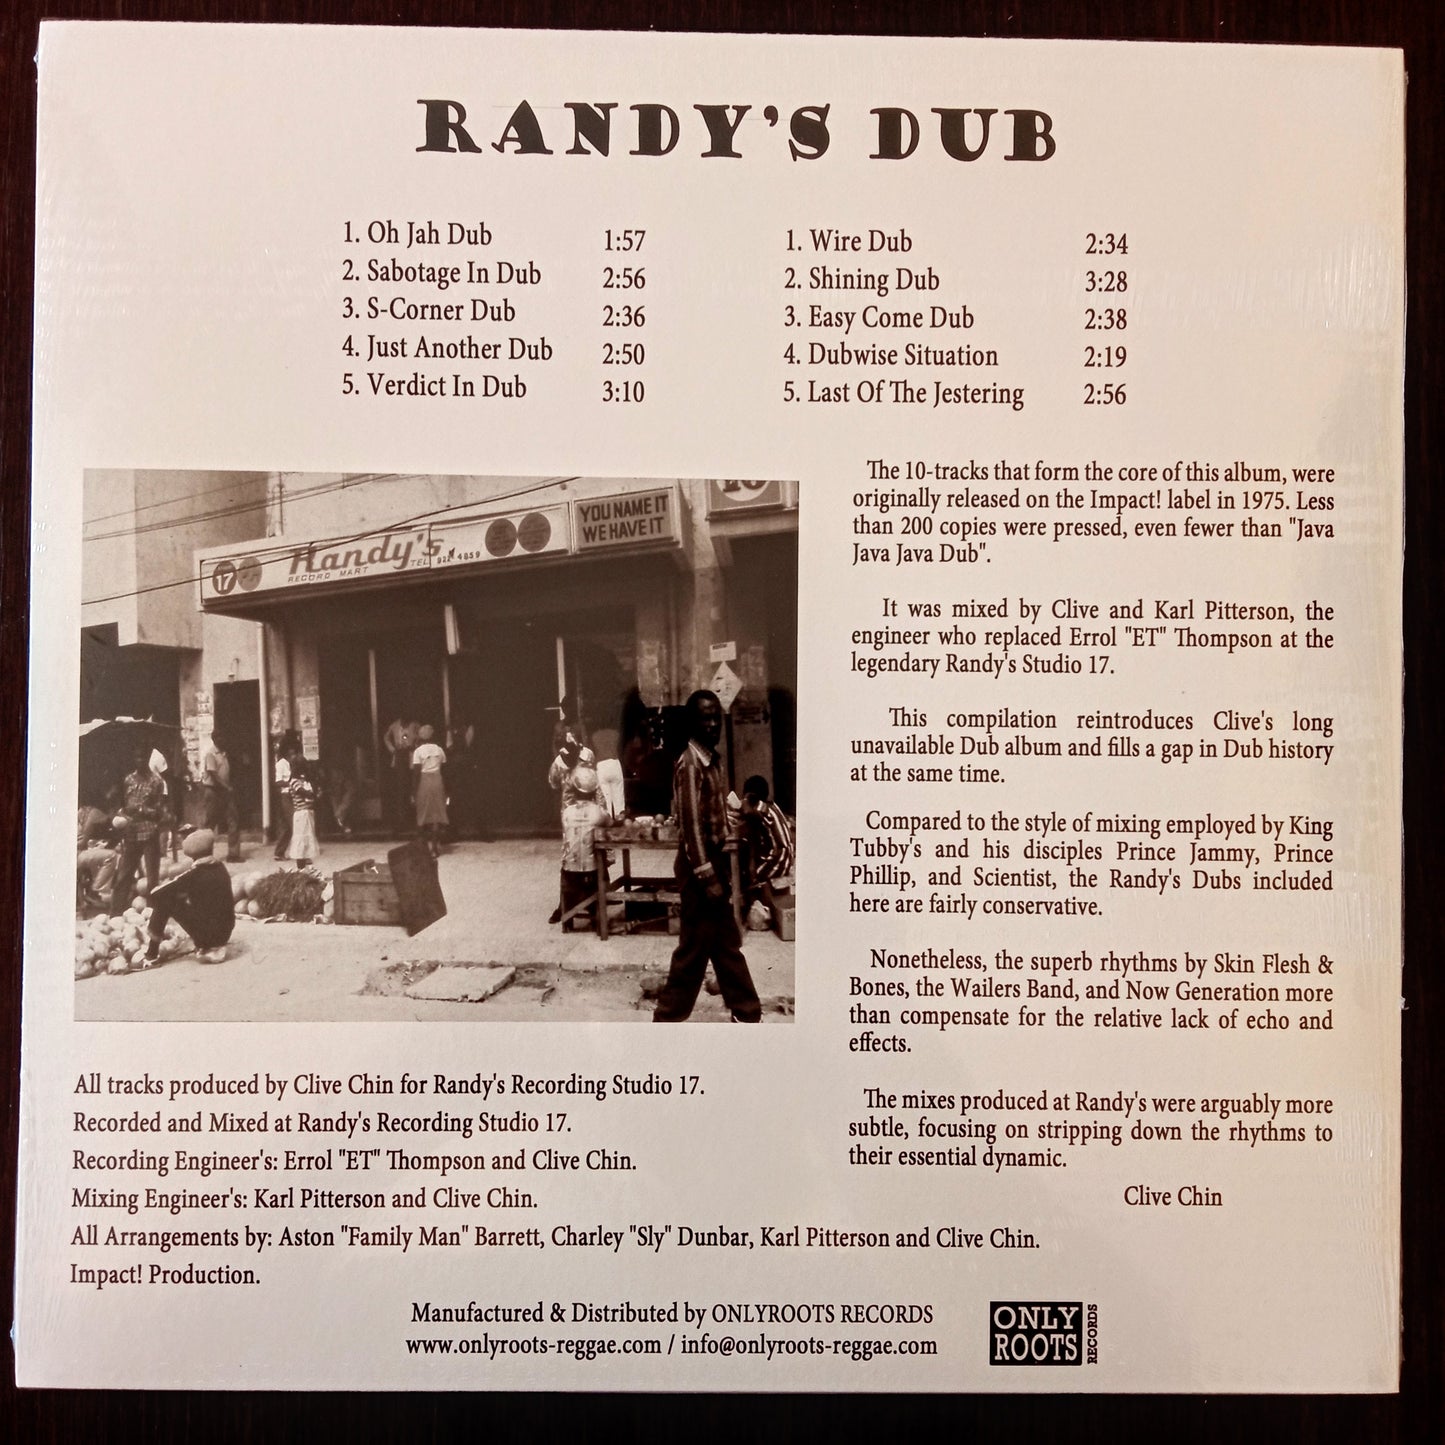 RANDY'S DUB
1. Oh Jah Dub 1:57
2. Sabotage In Dub 2:56
3. S-Corner Dub 2:36
4. Just Another Dub 2:50
5. Verdict In Dub 3:10
1. Wire Dub 2:34
2. Shining Dub 3:28
3. Easy Come Dub 2:38
4. Dubwise Situation 2:19
5. Last Of The Jestering 2:56
17
Randy's
RECORD MART
TEL. 922 4859
YOU NAME IT
WE HAVE IT
The 10-tracks that form the core of this album, were
originally released on the Impact! label in 1975. Less
than 200 copies were pressed, even fewer than "Java
Java Java Dub".
It was mixed by Clive and Karl Pitterson, the
engineer who replaced Errol "ET" Thompson at the
legendary Randy's Studio 17.
This compilation reintroduces Clive's long
unavailable Dub album and fills a gap in Dub history
at the same time.
Compared to the style of mixing employed by King
Tubby's and his disciples Prince Jammy, Prince
Phillip, and Scientist, the Randy's Dubs included
here are fairly conservative.
Nonetheless, the superb rhythms by Skin Flesh &
Bones, the Wailers Band, and Now Generation more
than compensate for the relative lack of echo and
effects.
The mixes produced at Randy's were arguably more
subtle, focusing on stripping down the rhythms to
their essential dynamic.
Clive Chin
All tracks produced by Clive Chin for Randy's Recording Studio 17.
Recorded and Mixed at Randy's Recording Studio 17.
Recording Engineer's: Errol "ET" Thompson and Clive Chin.
Mixing Engineer's: Karl Pitterson and Clive Chin.
All Arrangements by: Aston "Family Man" Barrett, Charley "Sly" Dunbar, Karl Pitterson and Clive Chin.
Impact! Production.
Manufactured & Distributed by ONLYROOTS RECORDS
www.onlyroots-reggae.com / info@onlyroots-reggae.com
ONLY
ROOTS
RECORDS